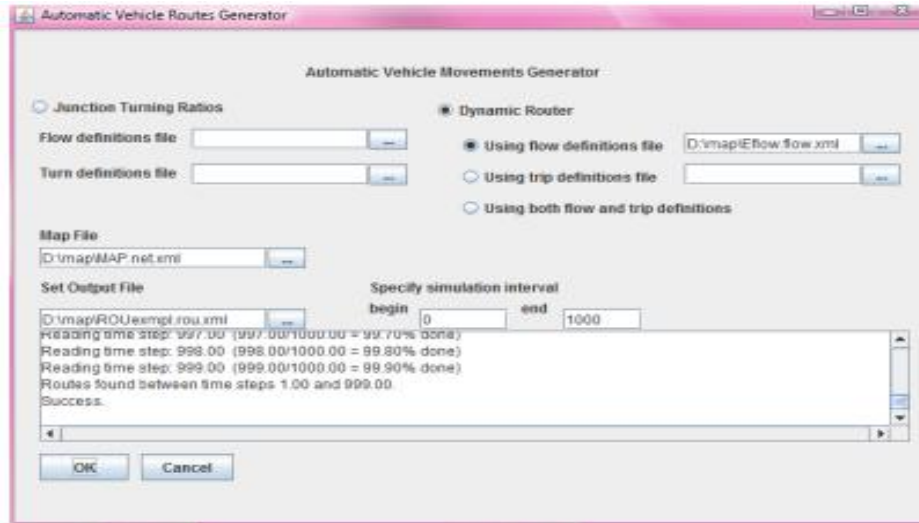 Automatic Vehicle Routes Generator
Automatic Vehicle Movements Generator
Junction Turning Ratios
Flow definitions file ...
Turn definitions file ...
Dynamic Router
Using flow definitions file D:\map\Eflow.flow.xml ...
Using trip definitions file ...
Using both flow and trip definitions
Map File
D:\map\MAP.net.xml ...
Set Output File
D:\map\ROUexmpl.rou.xml ...
Specify simulation interval
begin 0 end 1000
Reading time step: 997.00 (997.00/1000.00 = 99.70% done)
Reading time step: 998.00 (998.00/1000.00 = 99.80% done)
Reading time step: 999.00 (999.00/1000.00 = 99.90% done)
Routes found between time steps 1.00 and 999.00.
Success.
OK Cancel